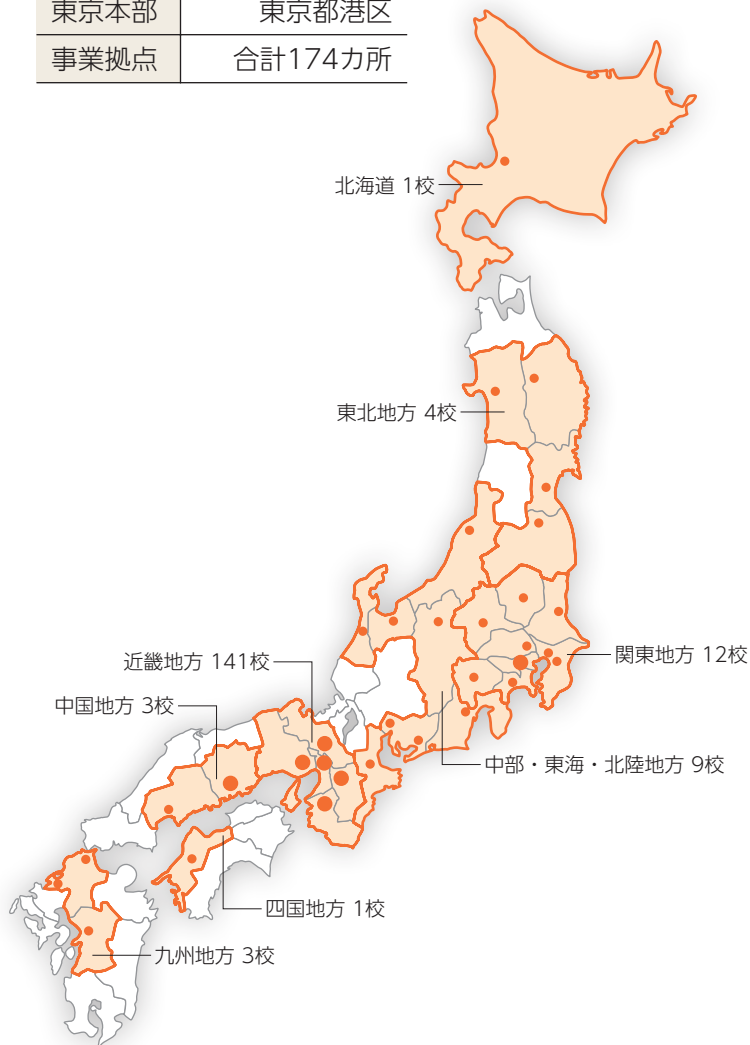 東京本部 東京都港区
事業拠点 合計174カ所
北海道 1校
東北地方 4校
関東地方 12校
近畿地方 141校
中国地方 3校
中部・東海・北陸地方 9校
四国地方 1校
九州地方 3校